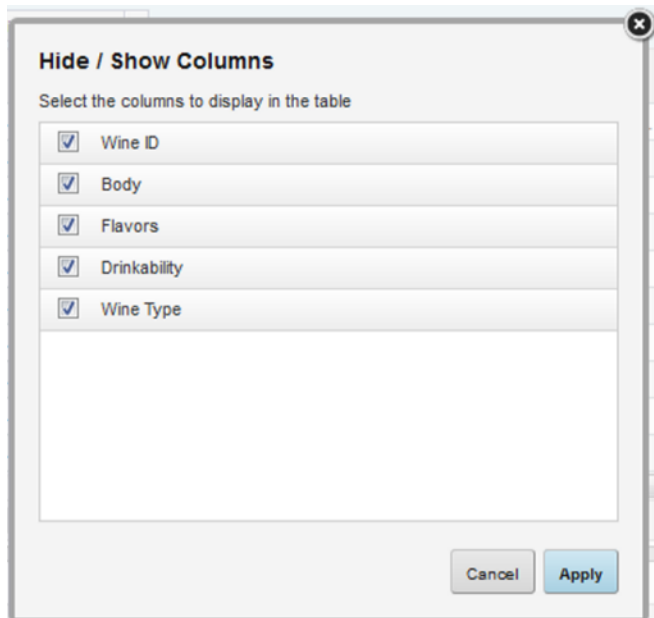 Hide / Show Columns
Select the columns to display in the table
Wine ID
Body
Flavors
Drinkability
Wine Type
Cancel Apply